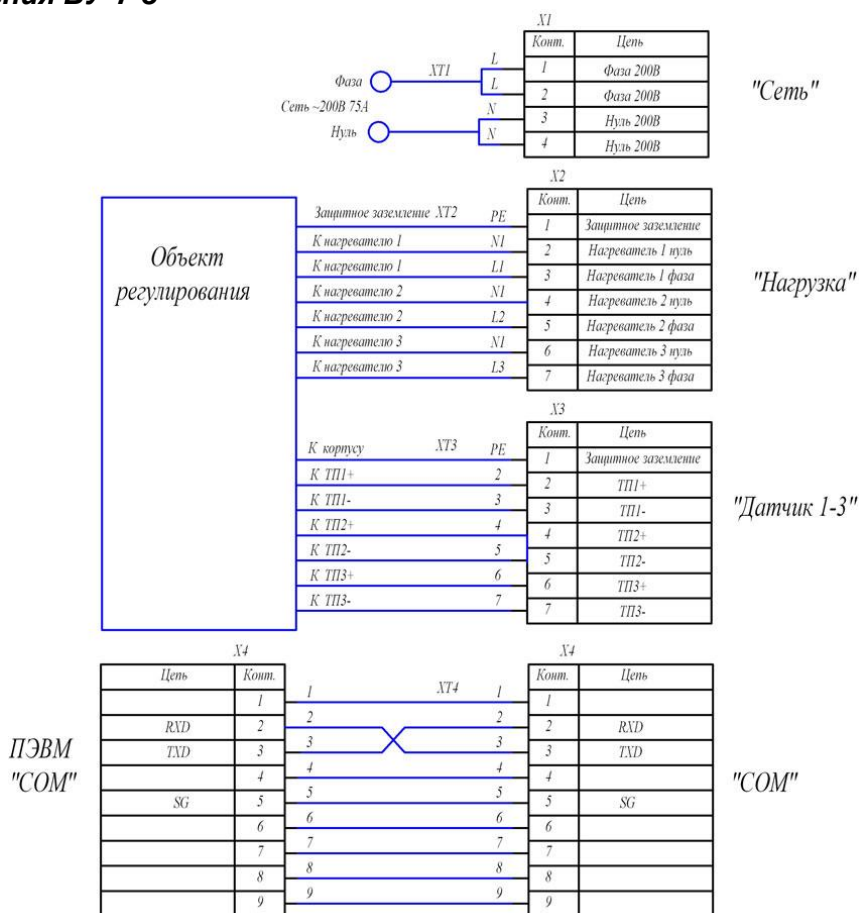 X1
Конт. Цепь
Фаза XT1 L 1 Фаза 200В
L 2 Фаза 200В
"Сеть"
Сеть ~200В 75А
N 3 Нуль 200В
Нуль N 4 Нуль 200В
X2
Конт. Цепь
Объект
регулирования
Защитное заземление XT2 PE 1 Защитное заземление
К нагревателю 1 N1 2 Нагреватель 1 нуль
К нагревателю 1 L1 3 Нагреватель 1 фаза
К нагревателю 2 N1 4 Нагреватель 2 нуль
К нагревателю 2 L2 5 Нагреватель 2 фаза
К нагревателю 3 N1 6 Нагреватель 3 нуль
К нагревателю 3 L3 7 Нагреватель 3 фаза
"Нагрузка"
X3
Конт. Цепь
К корпусу XT3 PE 1 Защитное заземление
К ТП1+ 2 2 ТП1+
К ТП1- 3 3 ТП1-
К ТП2+ 4 4 ТП2+
К ТП2- 5 5 ТП2-
К ТП3+ 6 6 ТП3+
К ТП3- 7 7 ТП3-
"Датчик 1-3"
X4 X4
Цепь Конт. XT4 Конт. Цепь
1 1 1 1
RXD 2 2 2 2 RXD
TXD 3 3 3 3 TXD
4 4 4 4
SG 5 5 5 5 SG
6 6 6 6
7 7 7 7
8 8 8 8
9 9 9 9
ПЭВМ
"COM"
"COM"